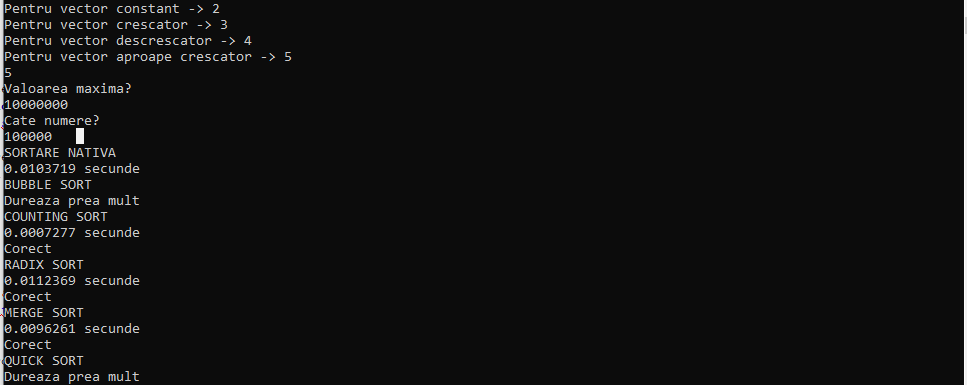 Pentru vector constant -> 2
Pentru vector crescator -> 3
Pentru vector descrescator -> 4
Pentru vector aproape crescator -> 5
5
Valoarea maxima?
10000000
Cate numere?
100000
SORTARE NATIVA
0.0103719 secunde
BUBBLE SORT
Dureaza prea mult
COUNTING SORT
0.0007277 secunde
Corect
RADIX SORT
0.0112369 secunde
Corect
MERGE SORT
0.0096261 secunde
Corect
QUICK SORT
Dureaza prea mult